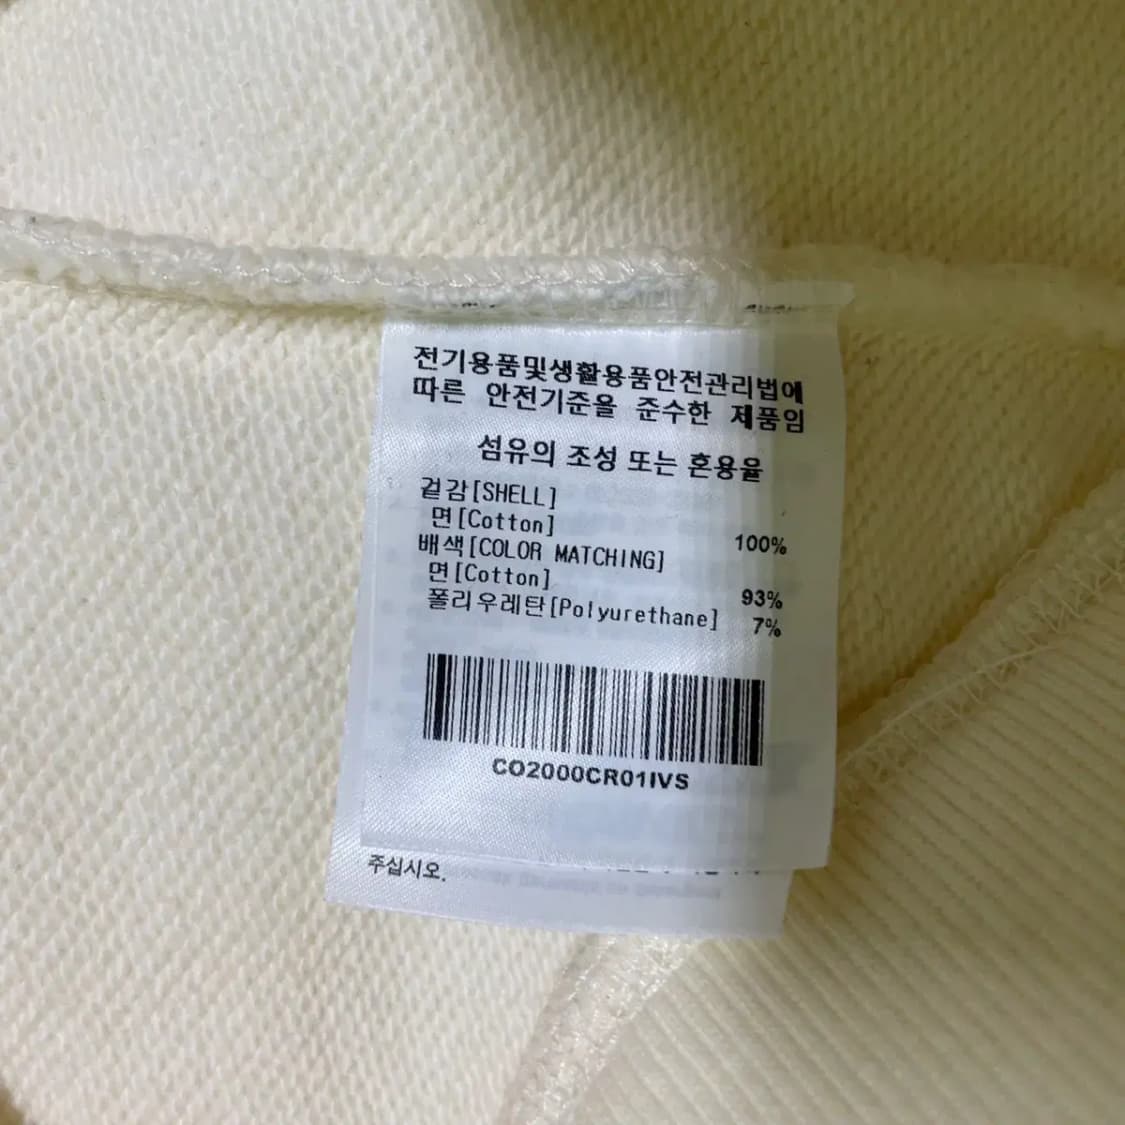 전기용품및생활용품안전관리법에
따른 안전기준을 준수한 제품임
섬유의 조성 또는 혼용율
겉감[SHELL]
면[Cotton] 100%
배색[COLOR MATCHING]
면[Cotton] 93%
폴리우레탄[Polyurethane] 7%
CO2000CR01IVS
주십시오.